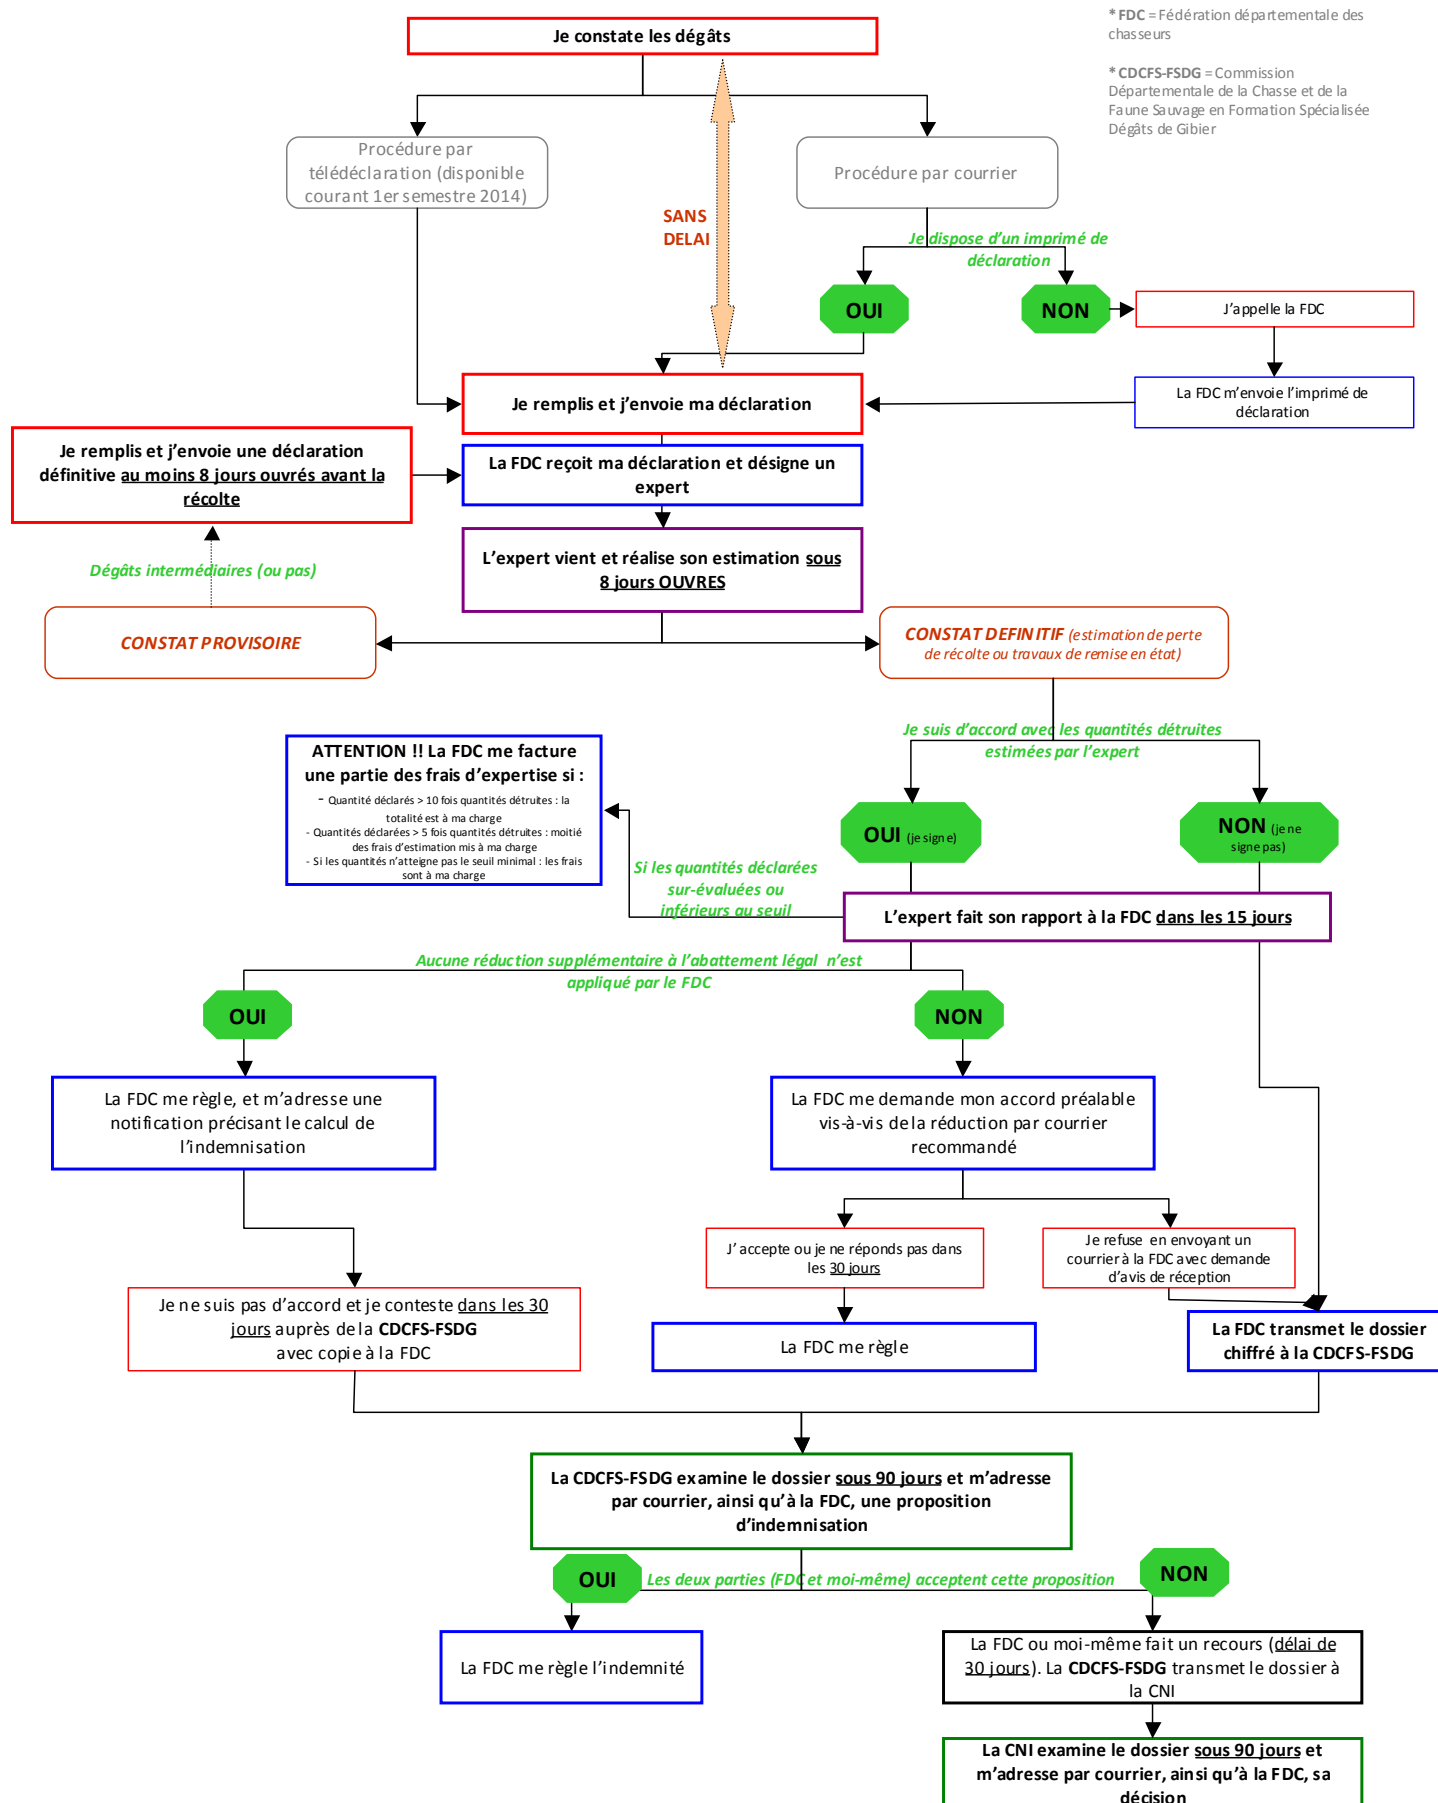 * FDC = Fédération départementale des
chasseurs
* CDCFS-FSDG = Commission
Départementale de la Chasse et de la
Faune Sauvage en Formation Spécialisée
Dégâts de Gibier
Je constate les dégâts
Procédure par
télédéclaration (disponible
courant 1er semestre 2014)
Procédure par courrier
SANS
DELAI
Je dispose d'un imprimé de
déclaration
OUI
NON
J'appelle la FDC
La FDC m'envoie l'imprimé de
déclaration
Je remplis et j'envoie ma déclaration
Je remplis et j'envoie une déclaration
définitive au moins 8 jours ouvrés avant la
récolte
La FDC reçoit ma déclaration et désigne un
expert
L'expert vient et réalise son estimation sous
8 jours OUVRES
Dégâts intermédiaires (ou pas)
CONSTAT PROVISOIRE
CONSTAT DEFINITIF (estimation de perte
de récolte ou travaux de remise en état)
Je suis d'accord avec les quantités détruites
estimées par l'expert
ATTENTION !! La FDC me facture
une partie des frais d'expertise si :
- Quantité déclarés > 10 fois quantités détruites : la
totalité est à ma charge
- Quantités déclarées > 5 fois quantités détruites : moitié
des frais d'estimation mis à ma charge
- Si les quantités n'atteigne pas le seuil minimal : les frais
sont à ma charge
OUI (je signe)
NON (je ne
signe pas)
Si les quantités déclarées
sur-évaluées ou
inférieurs au seuil
L'expert fait son rapport à la FDC dans les 15 jours
Aucune réduction supplémentaire à l'abattement légal n'est
appliqué par le FDC
OUI
NON
La FDC me règle, et m'adresse une
notification précisant le calcul de
l'indemnisation
La FDC me demande mon accord préalable
vis-à-vis de la réduction par courrier
recommandé
J' accepte ou je ne réponds pas dans
les 30 jours
Je refuse en envoyant un
courrier à la FDC avec demande
d'avis de réception
Je ne suis pas d'accord et je conteste dans les 30
jours auprès de la CDCFS-FSDG
avec copie à la FDC
La FDC me règle
La FDC transmet le dossier
chiffré à la CDCFS-FSDG
La CDCFS-FSDG examine le dossier sous 90 jours et m'adresse
par courrier, ainsi qu'à la FDC, une proposition
d'indemnisation
OUI
Les deux parties (FDC et moi-même) acceptent cette proposition
NON
La FDC me règle l'indemnité
La FDC ou moi-même fait un recours (délai de
30 jours). La CDCFS-FSDG transmet le dossier à
la CNI
La CNI examine le dossier sous 90 jours et
m'adresse par courrier, ainsi qu'à la FDC, sa
décision